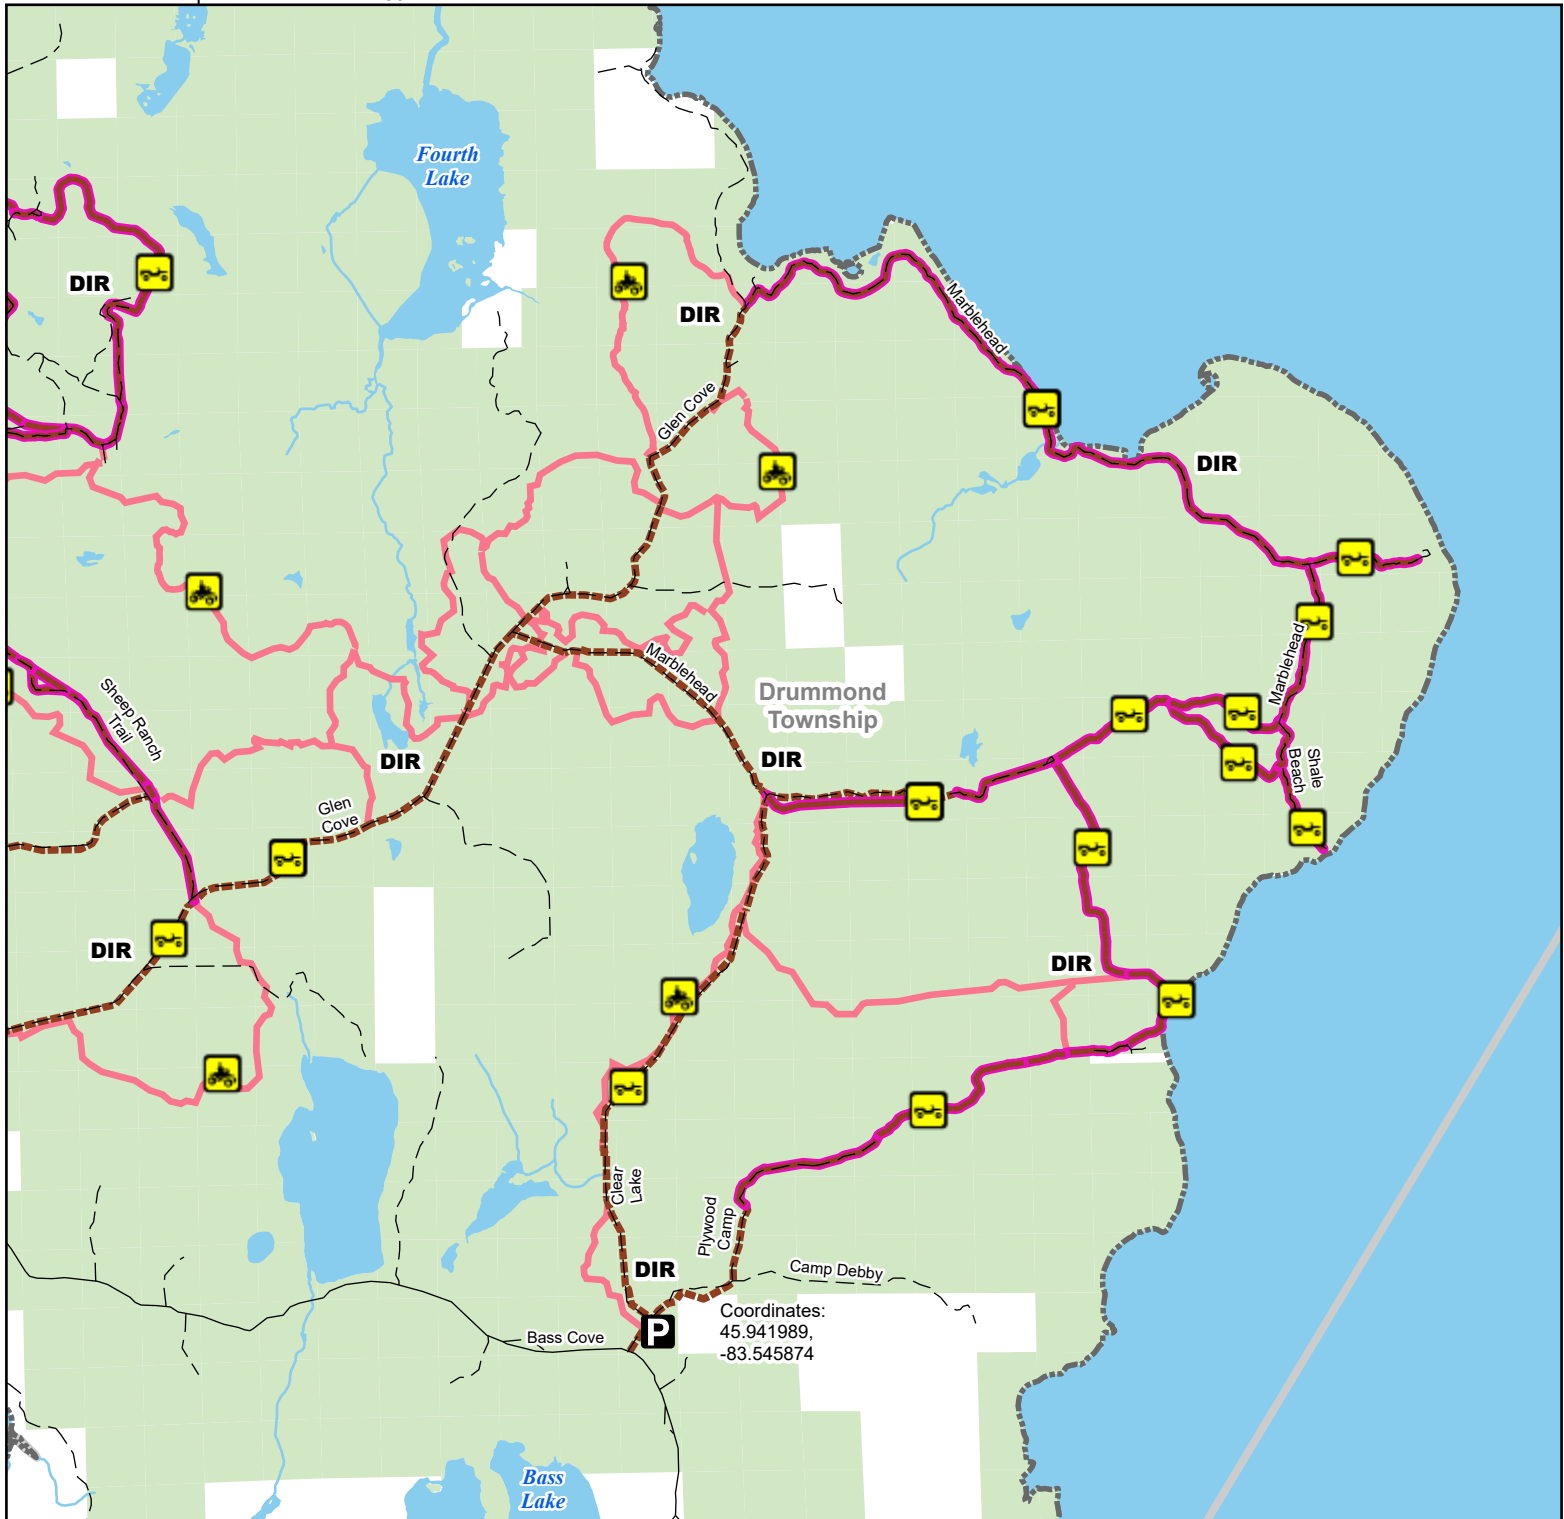 Fourth
Lake
DIR
DIR
Marblehead
Glen Cove
DIR
Marblehead
Marblehead
Sheep Ranch
Trail
Drummond
Township
DIR
DIR
Shale
Beach
Glen
Cove
DIR
DIR
Clear
Lake
Plywood
Camp
DIR
Camp Debby
P
Coordinates:
45.941989,
-83.545874
Bass Cove
Bass
Lake